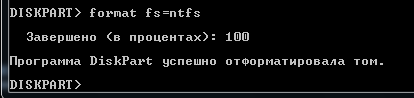 DISKPART> format fs=ntfs
Завершено (в процентах): 100
Программа DiskPart успешно отформатировала том.
DISKPART>